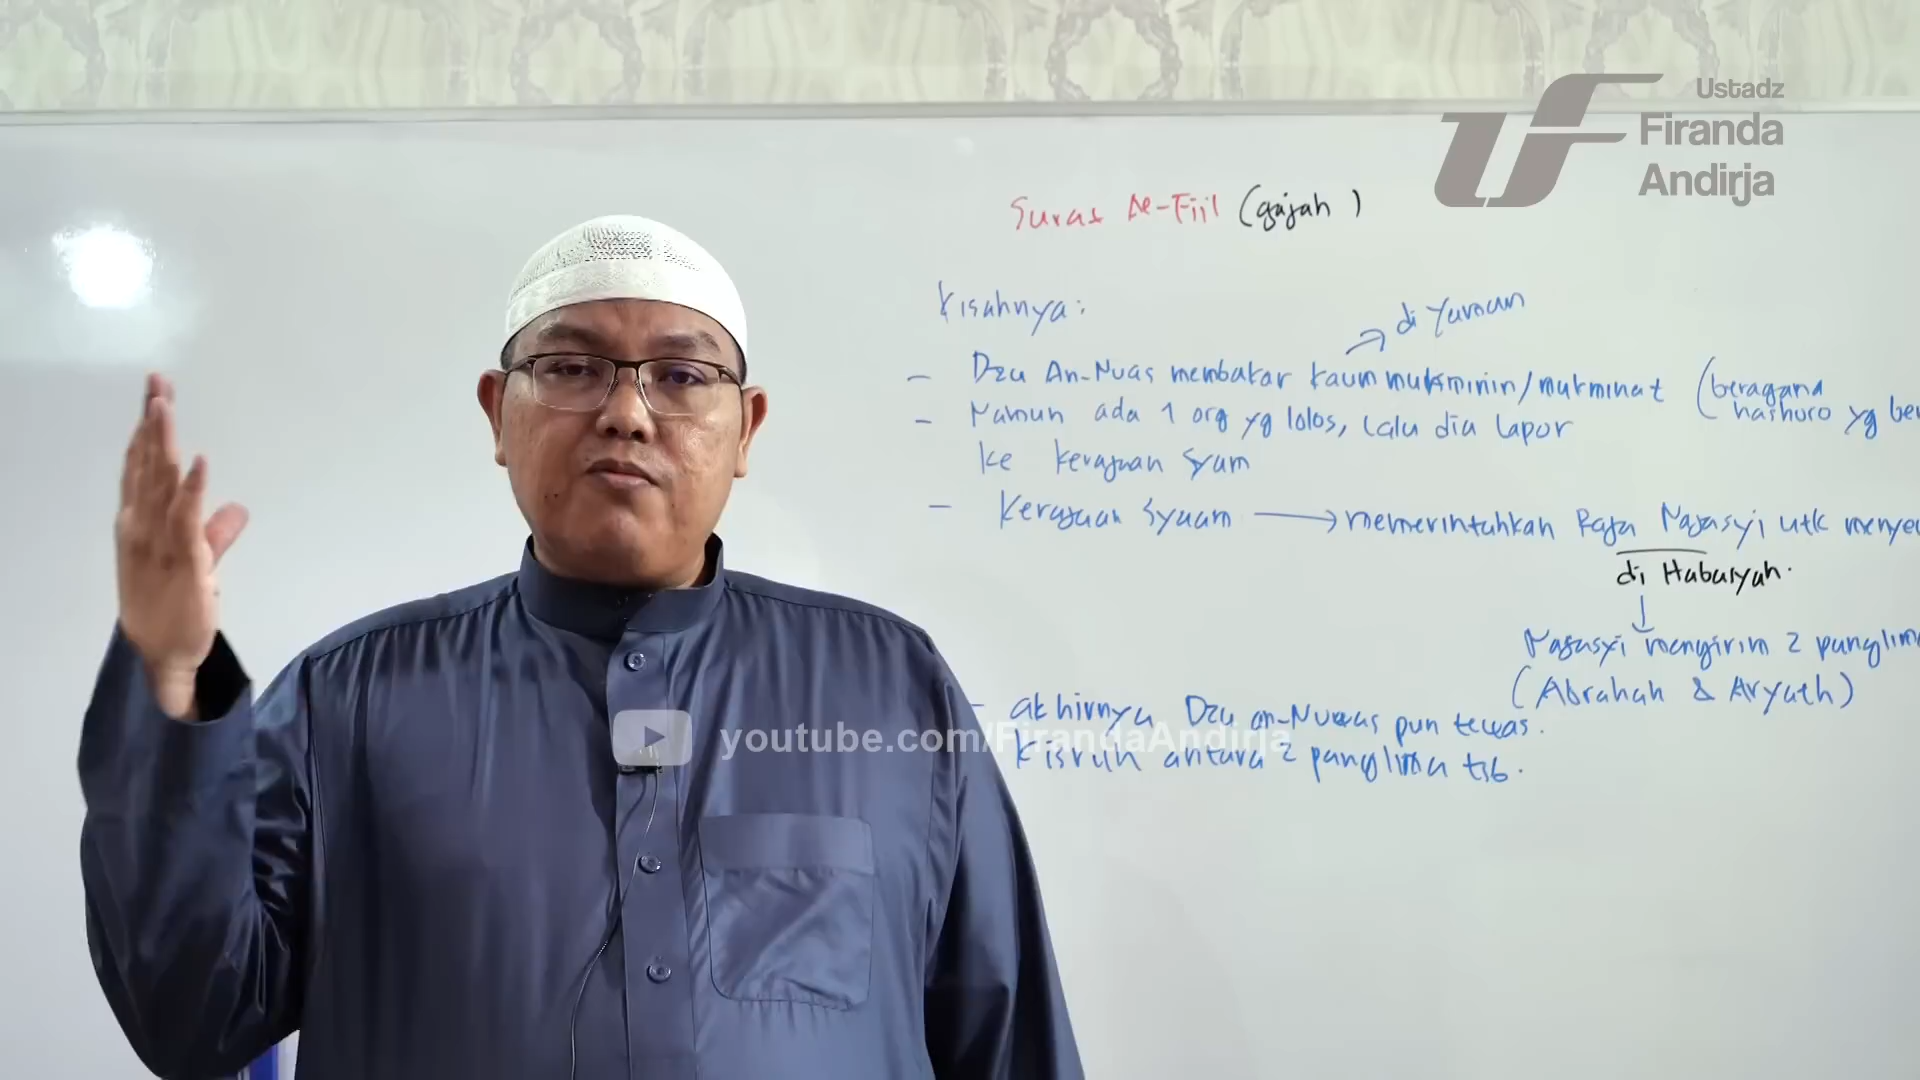 Ustadz
Firanda
Andirja
Surat Al-Fiil (gajah)
Kisahnya:
di Yaman
- Dzu An-Nuas membakar kaum mukminin/mukminat (beragama
nashoro yg ber
- Namun ada 1 org yg lolos, lalu dia lapor
ke kerajaan Syam
- Kerajaan Syaam → memerintahkan Raja Najasyi utk menye
di Habasyah.
Najasyi mengirim 2 panglima
(Abrahah & Aryath)
- akhirnya Dzu an-Nuwas pun tewas.
Kisruh antara 2 panglima tsb.
youtube.com/FirandaAndirja